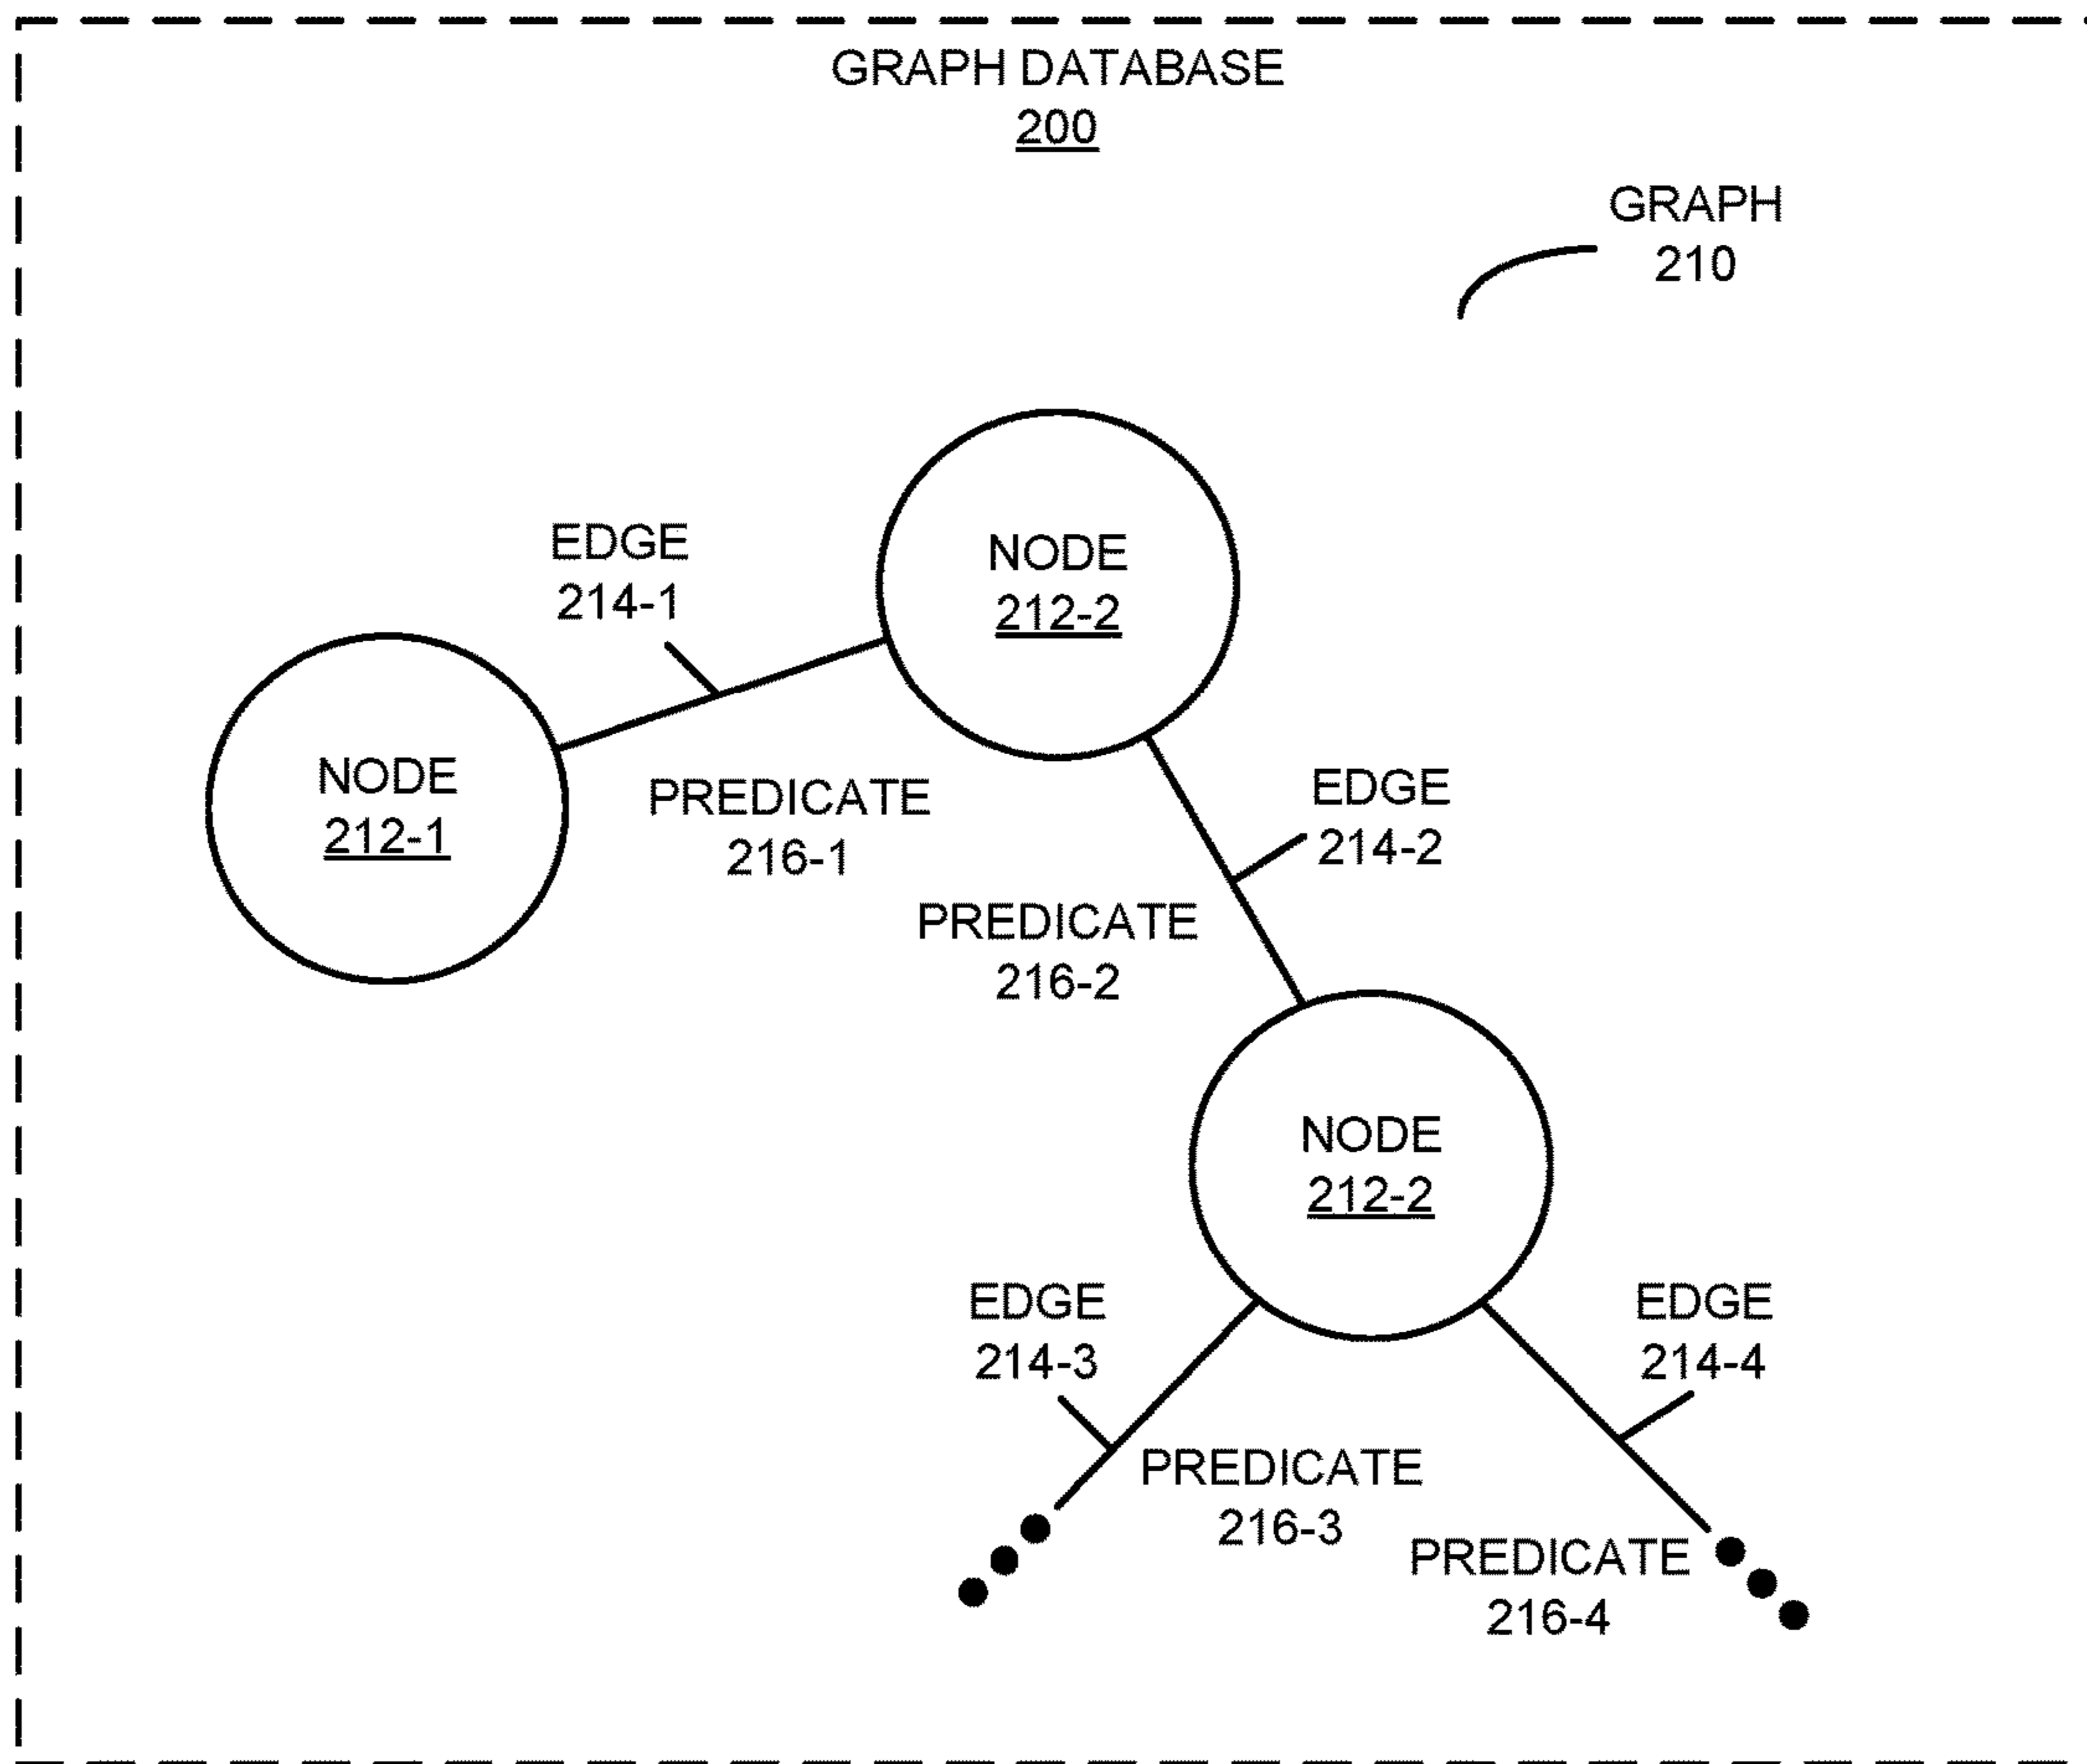 GRAPH DATABASE
200
GRAPH
210
EDGE
214-1
NODE
212-2
NODE
212-1
PREDICATE
216-1
EDGE
214-2
PREDICATE
216-2
NODE
212-2
EDGE
214-3
EDGE
214-4
PREDICATE
216-3
PREDICATE
216-4